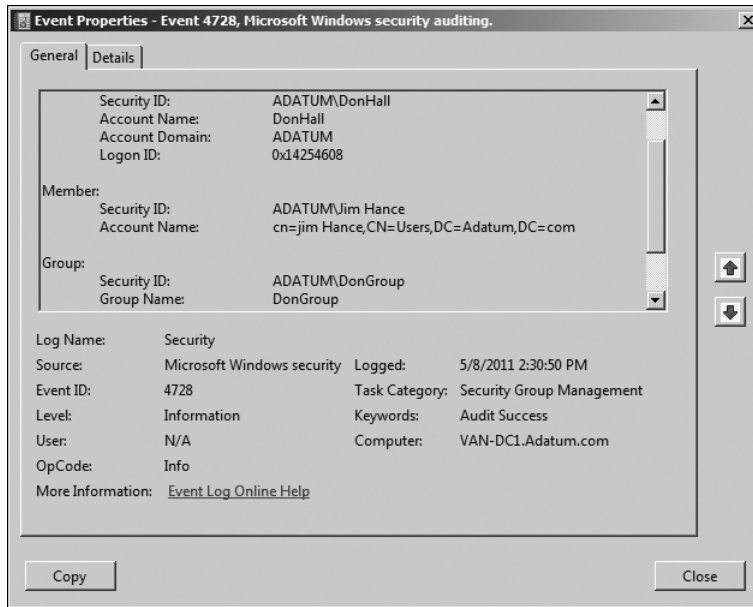 Event Properties - Event 4728, Microsoft Windows security auditing.
General Details
Security ID: ADATUM\DonHall
Account Name: DonHall
Account Domain: ADATUM
Logon ID: 0x14254608
Member:
Security ID: ADATUM\Jim Hance
Account Name: cn=jim Hance,CN=Users,DC=Adatum,DC=com
Group:
Security ID: ADATUM\DonGroup
Group Name: DonGroup
Log Name: Security
Source: Microsoft Windows security Logged: 5/8/2011 2:30:50 PM
Event ID: 4728 Task Category: Security Group Management
Level: Information Keywords: Audit Success
User: N/A Computer: VAN-DC1.Adatum.com
OpCode: Info
More Information: Event Log Online Help
Copy Close